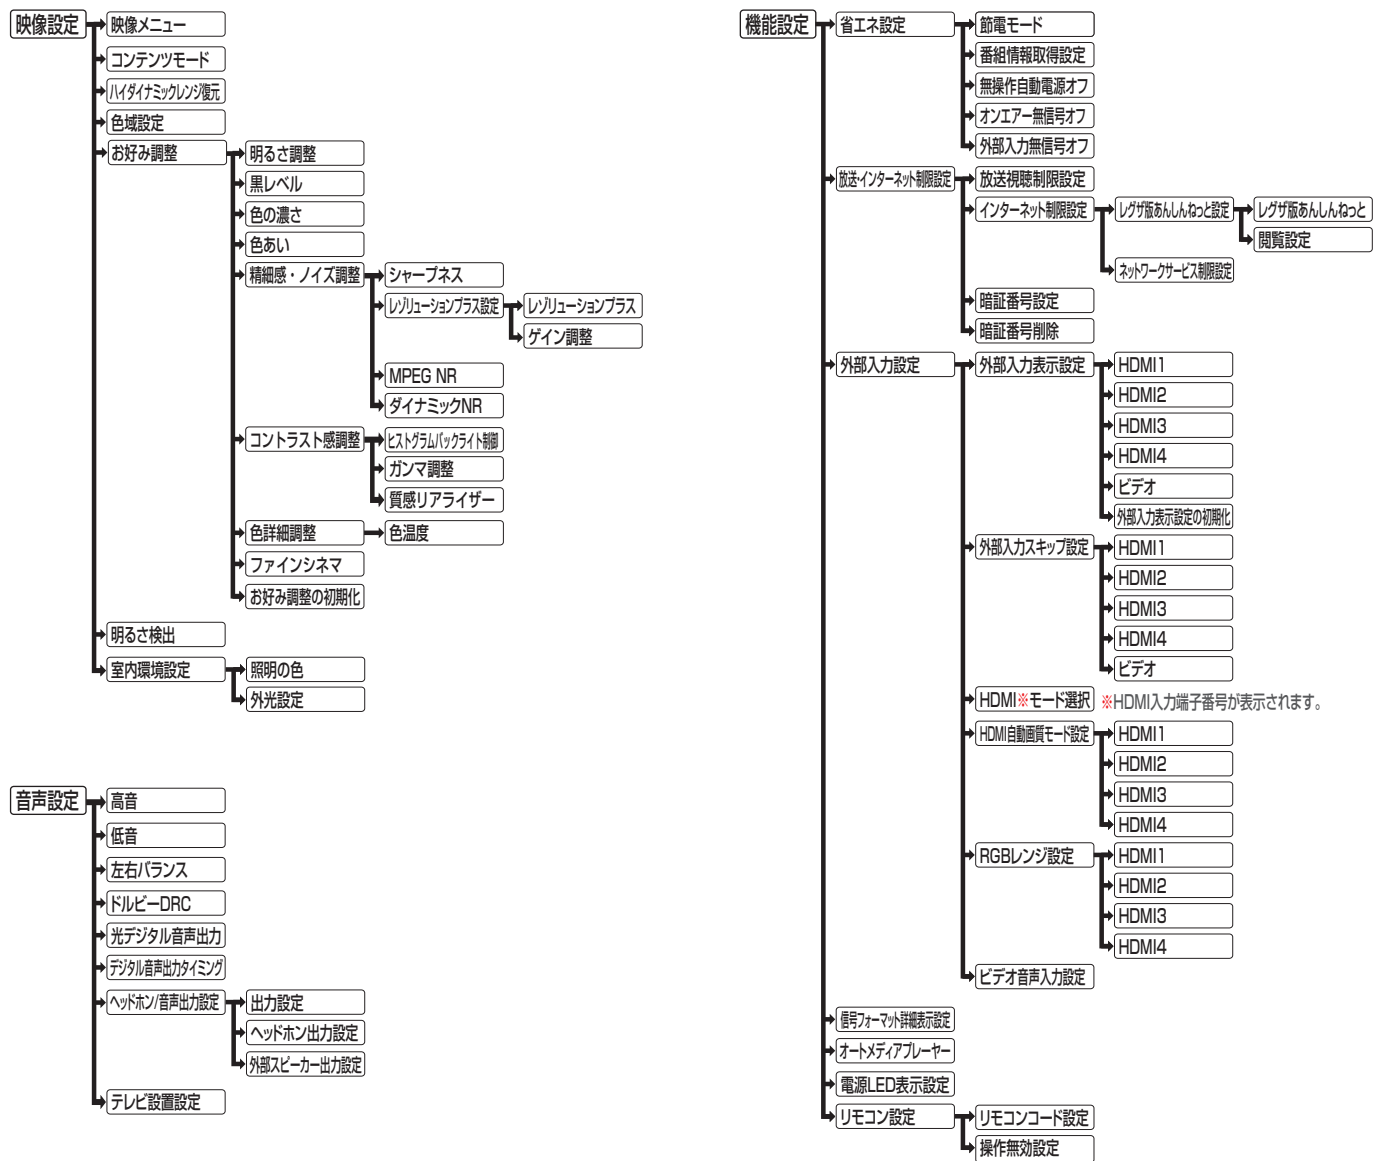 映像設定
映像メニュー
コンテンツモード
ハイダイナミックレンジ復元
色域設定
お好み調整
明るさ調整
黒レベル
色の濃さ
色あい
精細感・ノイズ調整
シャープネス
レゾリューションプラス設定
レゾリューションプラス
ゲイン調整
MPEG NR
ダイナミックNR
コントラスト感調整
ヒストグラムバックライト制御
ガンマ調整
質感リアライザー
色詳細調整
色温度
ファインシネマ
お好み調整の初期化
明るさ検出
室内環境設定
照明の色
外光設定
音声設定
高音
低音
左右バランス
ドルビーDRC
光デジタル音声出力
デジタル音声出力タイミング
ヘッドホン/音声出力設定
出力設定
ヘッドホン出力設定
外部スピーカー出力設定
テレビ設置設定
機能設定
省エネ設定
節電モード
番組情報取得設定
無操作自動電源オフ
オンエアー無信号オフ
外部入力無信号オフ
放送・インターネット制限設定
放送視聴制限設定
インターネット制限設定
レグザ版あんしんねっと設定
レグザ版あんしんねっと
閲覧設定
ネットワークサービス制限設定
暗証番号設定
暗証番号削除
外部入力設定
外部入力表示設定
HDMI1
HDMI2
HDMI3
HDMI4
ビデオ
外部入力表示設定の初期化
外部入力スキップ設定
HDMI1
HDMI2
HDMI3
HDMI4
ビデオ
HDMI※モード選択 ※HDMI入力端子番号が表示されます。
HDMI自動画質モード設定
HDMI1
HDMI2
HDMI3
HDMI4
RGBレンジ設定
HDMI1
HDMI2
HDMI3
HDMI4
ビデオ音声入力設定
信号フォーマット詳細表示設定
オートメディアプレーヤー
電源LED表示設定
リモコン設定
リモコンコード設定
操作無効設定